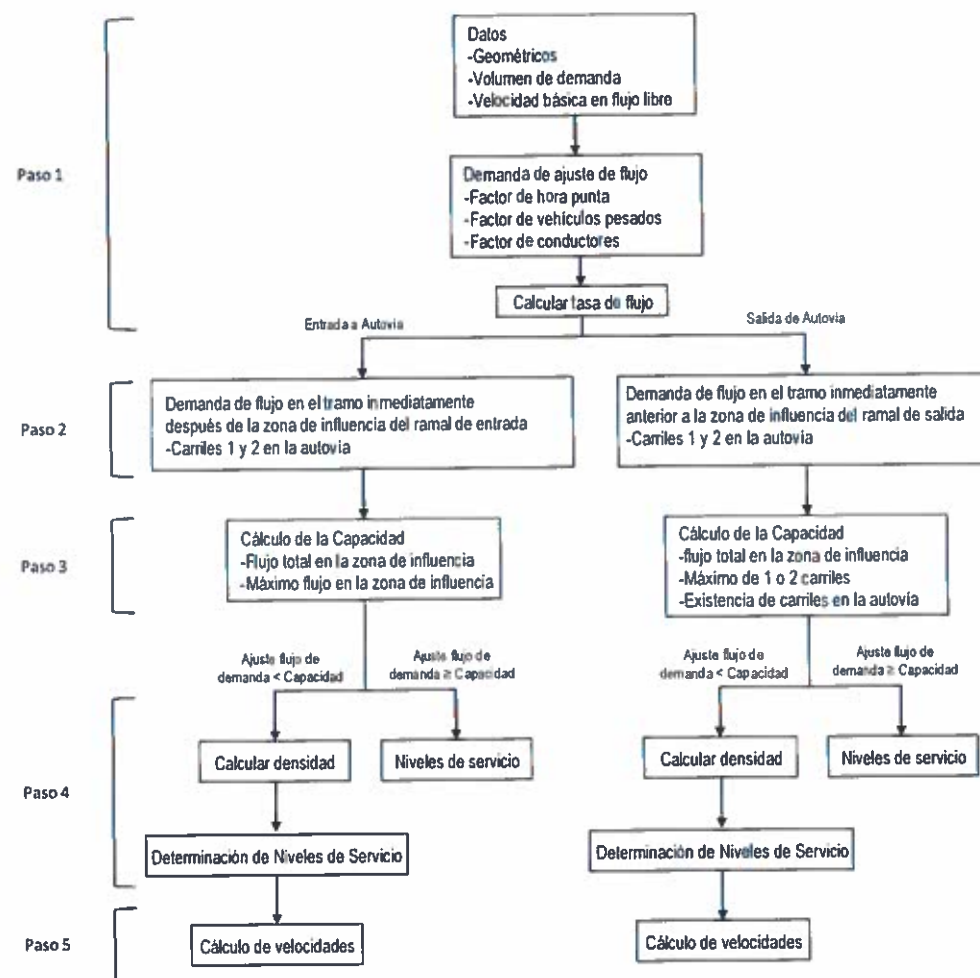 Paso 1
Datos
-Geométricos
-Volumen de demanda
-Velocidad básica en flujo libre
Demanda de ajuste de flujo
-Factor de hora punta
-Factor de vehículos pesados
-Factor de conductores
Calcular tasa de flujo
Entrada a Autovia
Salida de Autovia
Paso 2
Demanda de flujo en el tramo inmediatamente
después de la zona de influencia del ramal de entrada
-Carriles 1 y 2 en la autovia
Demanda de flujo en el tramo inmediatamente
anterior a la zona de influencia del ramal de salida
-Carriles 1 y 2 en la autovia
Paso 3
Cálculo de la Capacidad
-Flujo total en la zona de influencia
-Máximo flujo en la zona de influencia
Cálculo de la Capacidad
-flujo total en la zona de influencia
-Máximo de 1 o 2 carriles
-Existencia de carriles en la autovía
Ajuste flujo de
demanda < Capacidad
Ajuste flujo de
demanda ≥ Capacidad
Ajuste flujo de
demanda < Capacidad
Ajuste flujo de
demanda ≥ Capacidad
Paso 4
Calcular densidad
Niveles de servicio
Calcular densidad
Niveles de servicio
Determinación de Niveles de Servicio
Determinación de Niveles de Servicio
Paso 5
Cálculo de velocidades
Cálculo de velocidades